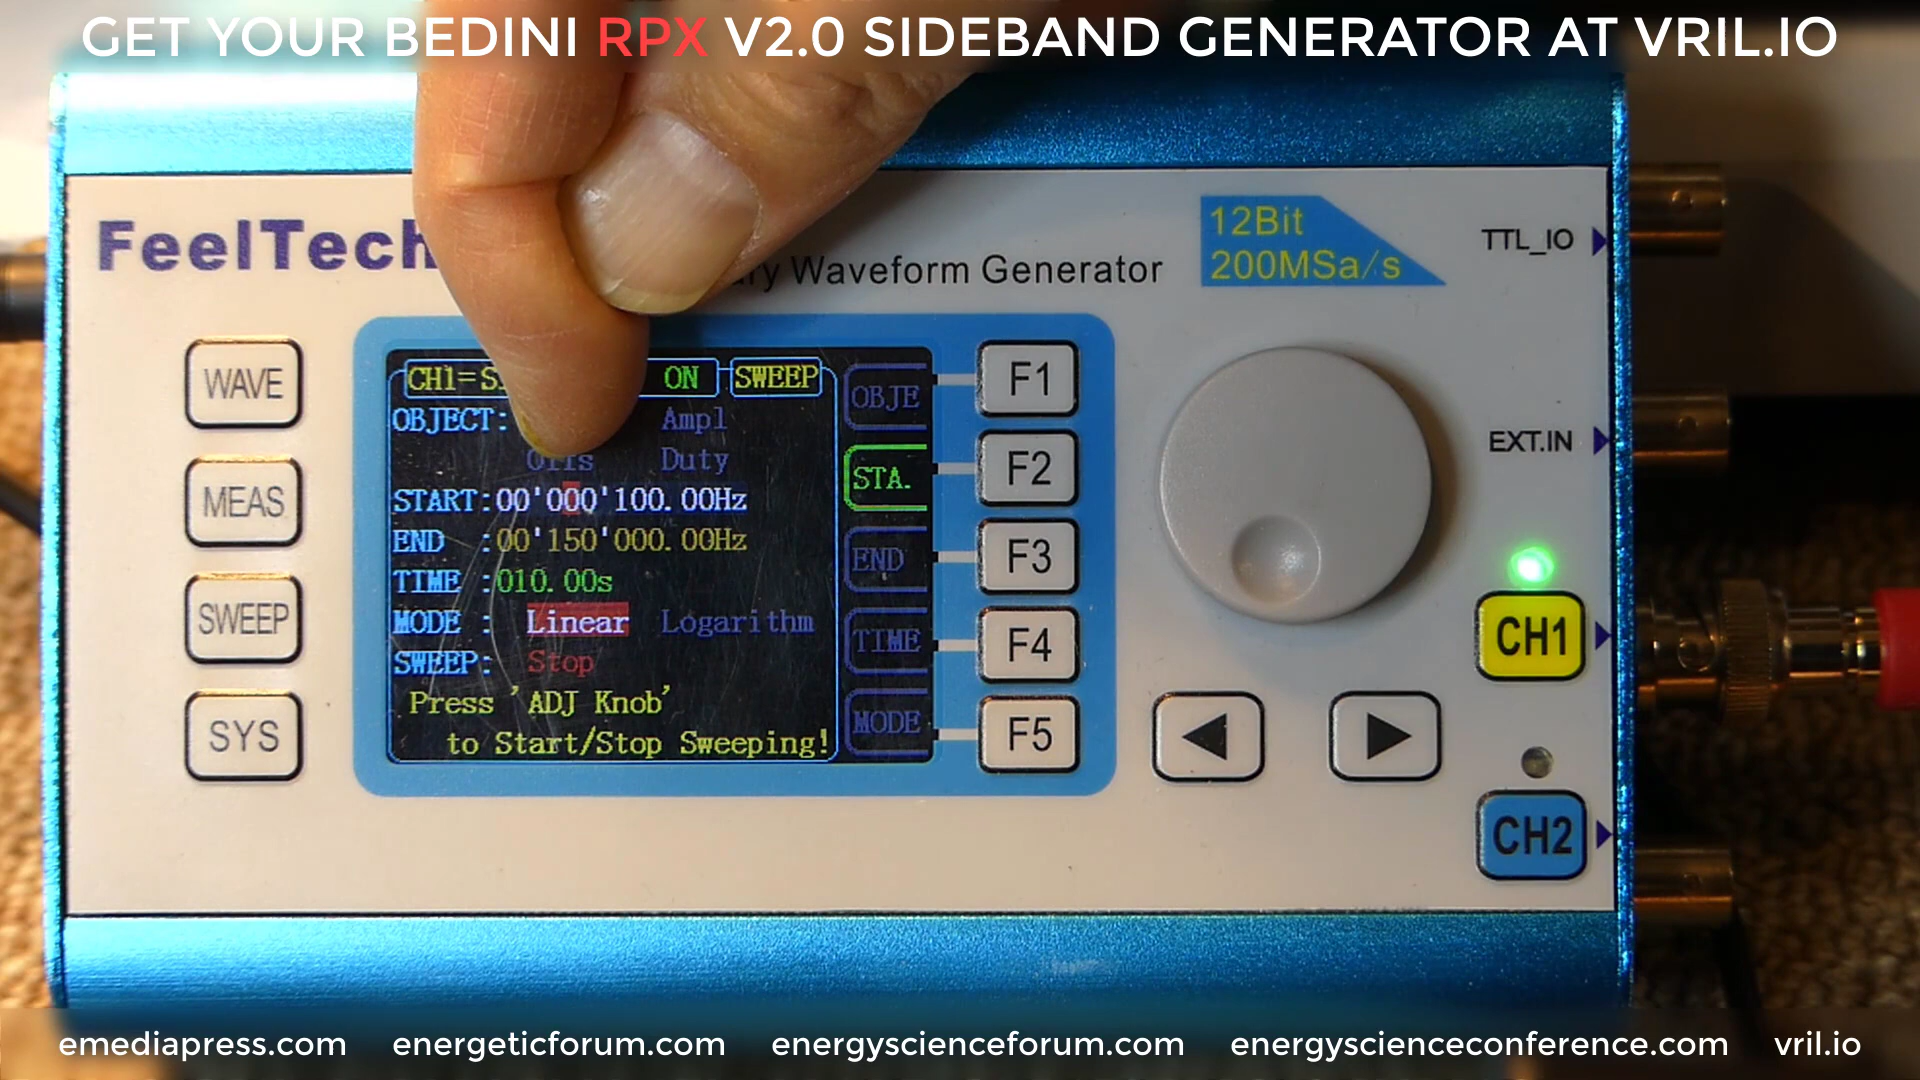 GET YOUR BEDINI RPX V2.0 SIDEBAND GENERATOR AT VRIL.IO
FeelTech
Waveform Generator
12Bit
200MSa/s
TTL_IO
EXT.IN
WAVE
MEAS
SWEEP
SYS
CH1=S ON SWEEP
OBJECT: Ampl
Offs Duty
START:00'000'100.00Hz
END :00'150'000.00Hz
TIME :010.00s
MODE : Linear Logarithm
SWEEP: Stop
Press 'ADJ Knob'
to Start/Stop Sweeping!
OBJE
STA.
END
TIME
MODE
F1
F2
F3
F4
F5
CH1
CH2
emediapress.com energeticforum.com energyscienceforum.com energyscienceconference.com vril.io